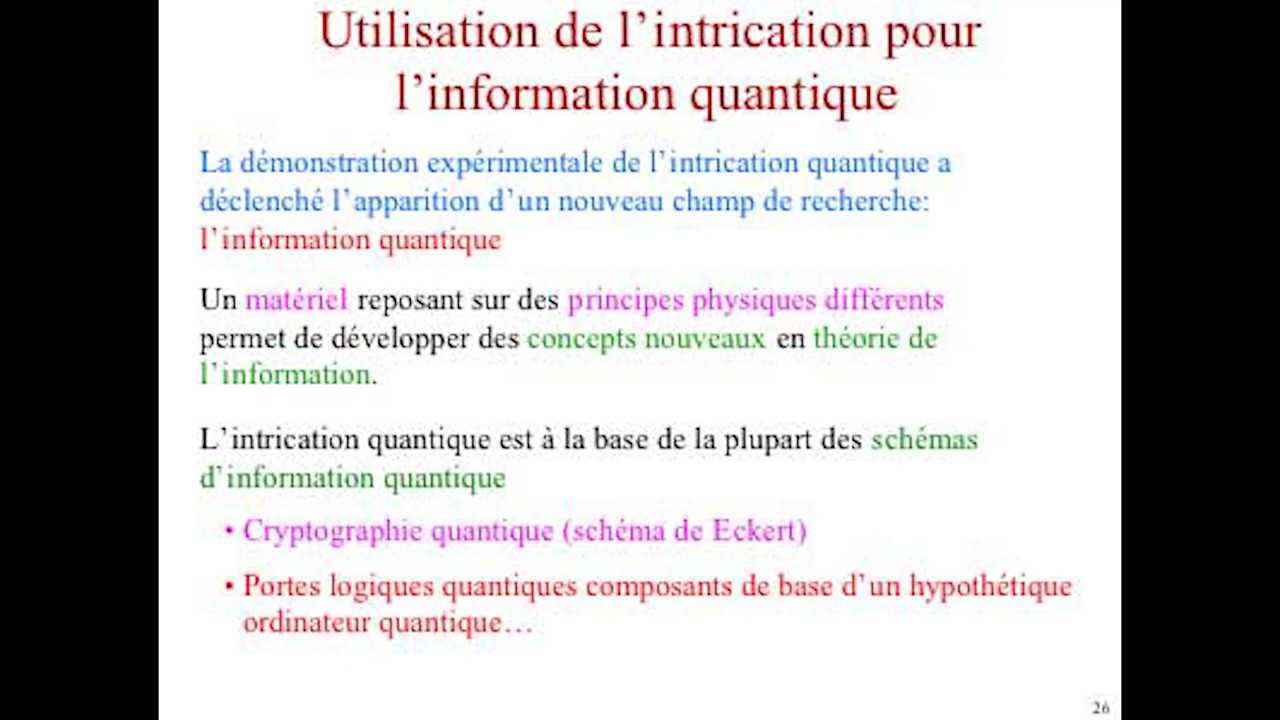 Utilisation de l’intrication pour
l’information quantique
La démonstration expérimentale de l’intrication quantique a
déclenché l’apparition d’un nouveau champ de recherche:
l’information quantique
Un matériel reposant sur des principes physiques différents
permet de développer des concepts nouveaux en théorie de
l’information.
L’intrication quantique est à la base de la plupart des schémas
d’information quantique
• Cryptographie quantique (schéma de Eckert)
• Portes logiques quantiques composants de base d’un hypothétique
ordinateur quantique…
26